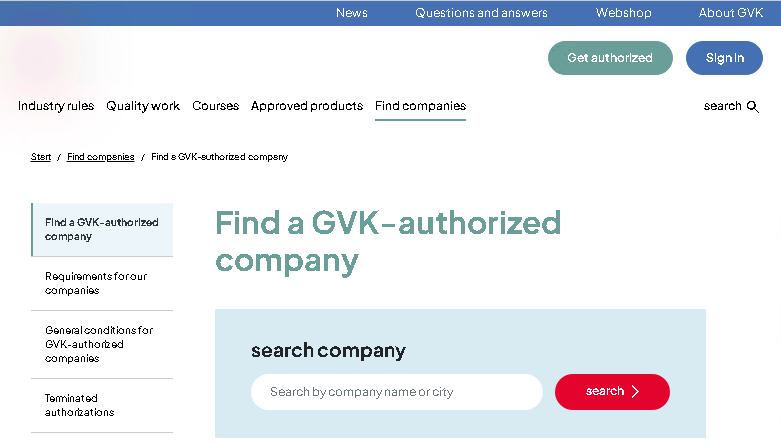 News Questions and answers Webshop About GVK
Get authorized Sign in
Industry rules Quality work Courses Approved products Find companies search
Start / Find companies / Find a GVK-authorized company
Find a GVK-authorized
company
Requirements for our
companies
General conditions for
GVK-authorized
companies
Terminated
authorizations
Find a GVK-authorized
company
search company
Search by company name or city search